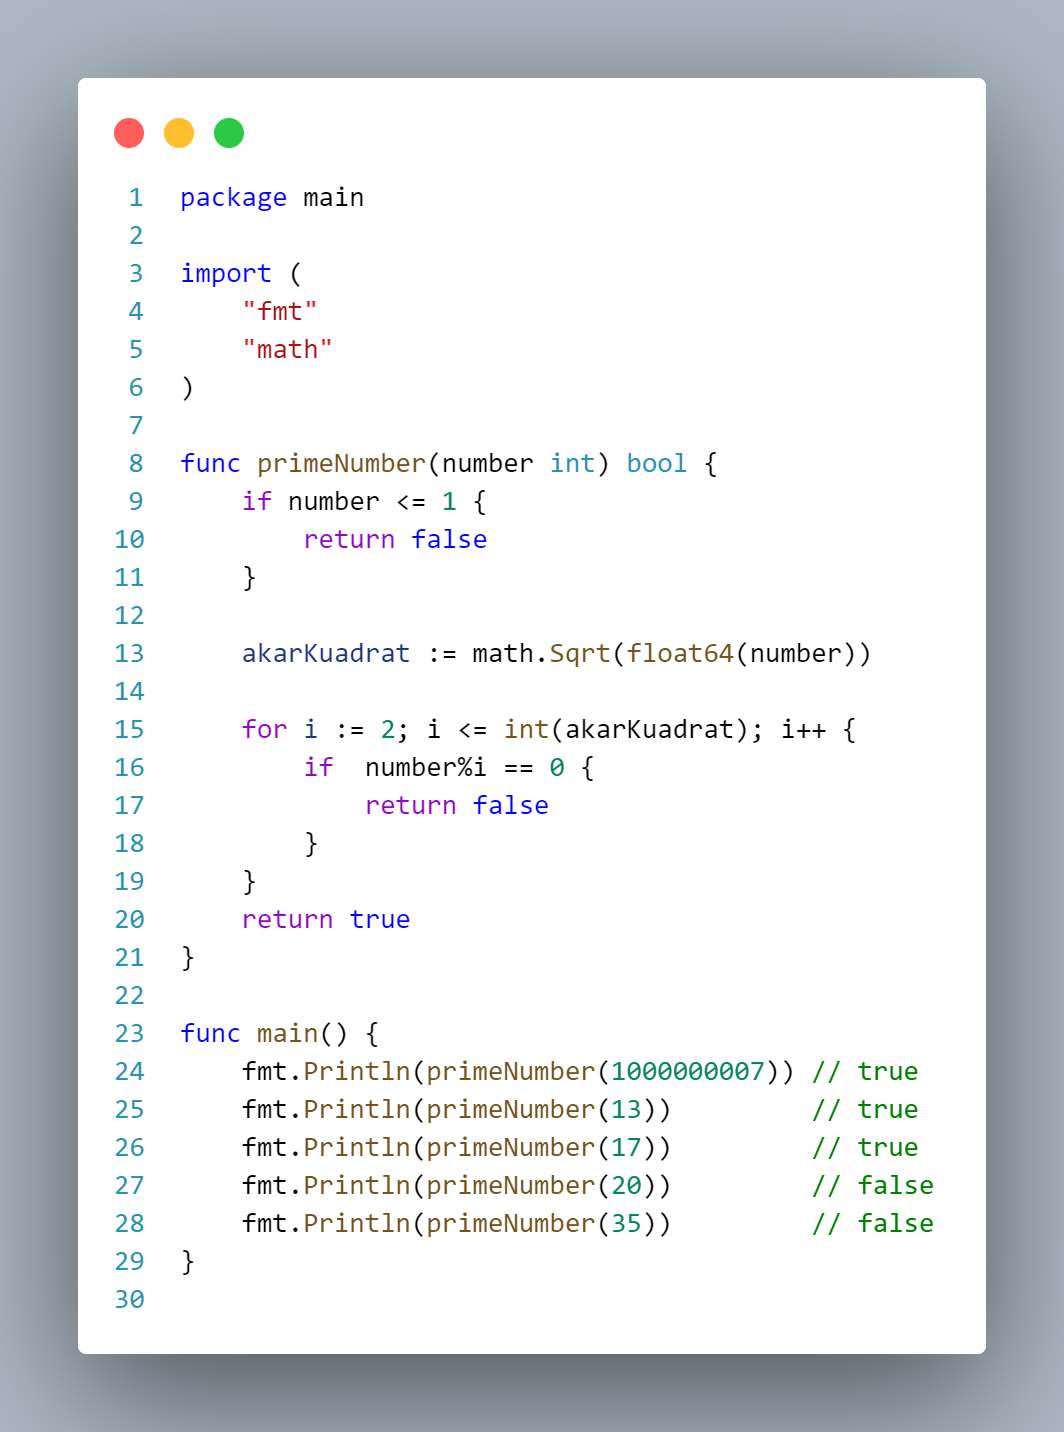 1 package main
2
3 import (
4     "fmt"
5     "math"
6 )
7
8 func primeNumber(number int) bool {
9     if number <= 1 {
10         return false
11     }
12
13     akarKuadrat := math.Sqrt(float64(number))
14
15     for i := 2; i <= int(akarKuadrat); i++ {
16         if  number%i == 0 {
17             return false
18         }
19     }
20     return true
21 }
22
23 func main() {
24     fmt.Println(primeNumber(1000000007)) // true
25     fmt.Println(primeNumber(13))         // true
26     fmt.Println(primeNumber(17))         // true
27     fmt.Println(primeNumber(20))         // false
28     fmt.Println(primeNumber(35))         // false
29 }
30